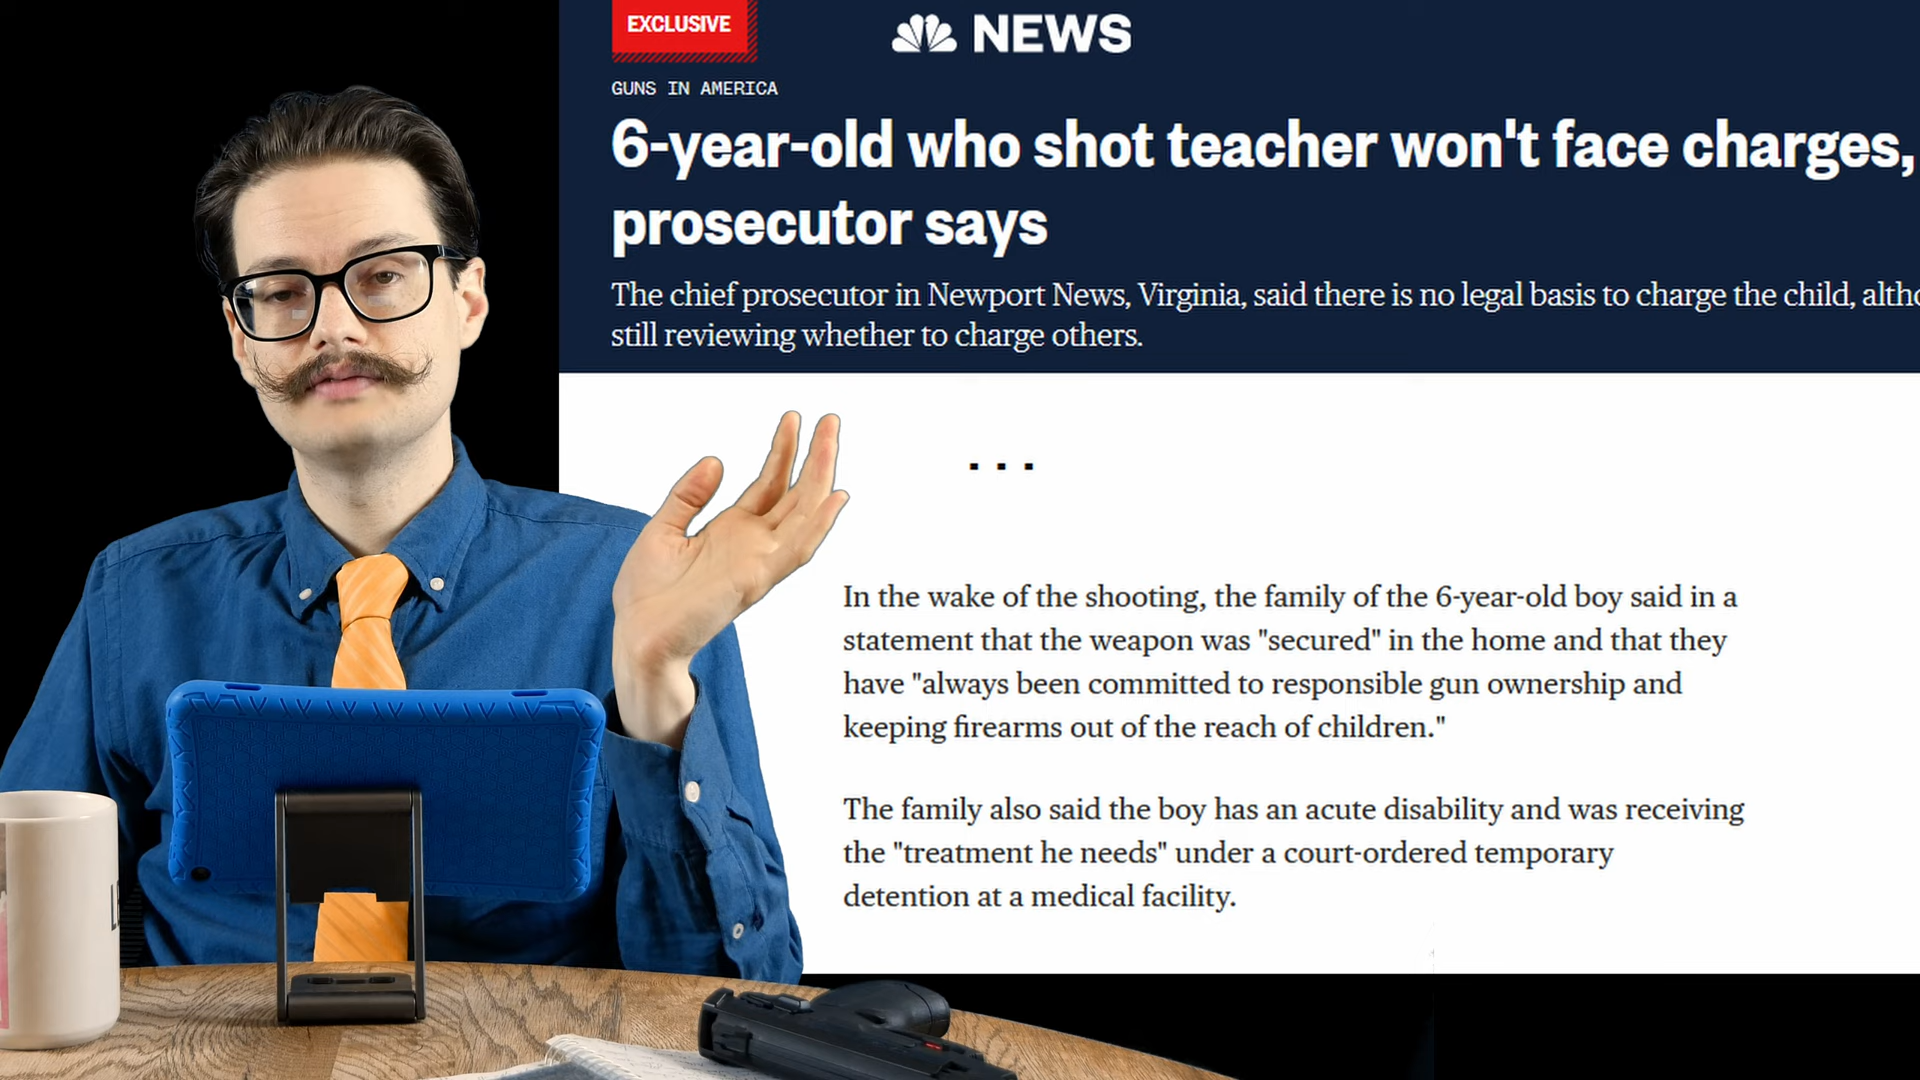 EXCLUSIVE
NEWS
GUNS IN AMERICA
6-year-old who shot teacher won't face charges,
prosecutor says
The chief prosecutor in Newport News, Virginia, said there is no legal basis to charge the child,
still reviewing whether to charge others.
...
In the wake of the shooting, the family of the 6-year-old boy said in a
statement that the weapon was "secured" in the home and that they
have "always been committed to responsible gun ownership and
keeping firearms out of the reach of children."
The family also said the boy has an acute disability and was receiving
the "treatment he needs" under a court-ordered temporary
detention at a medical facility.